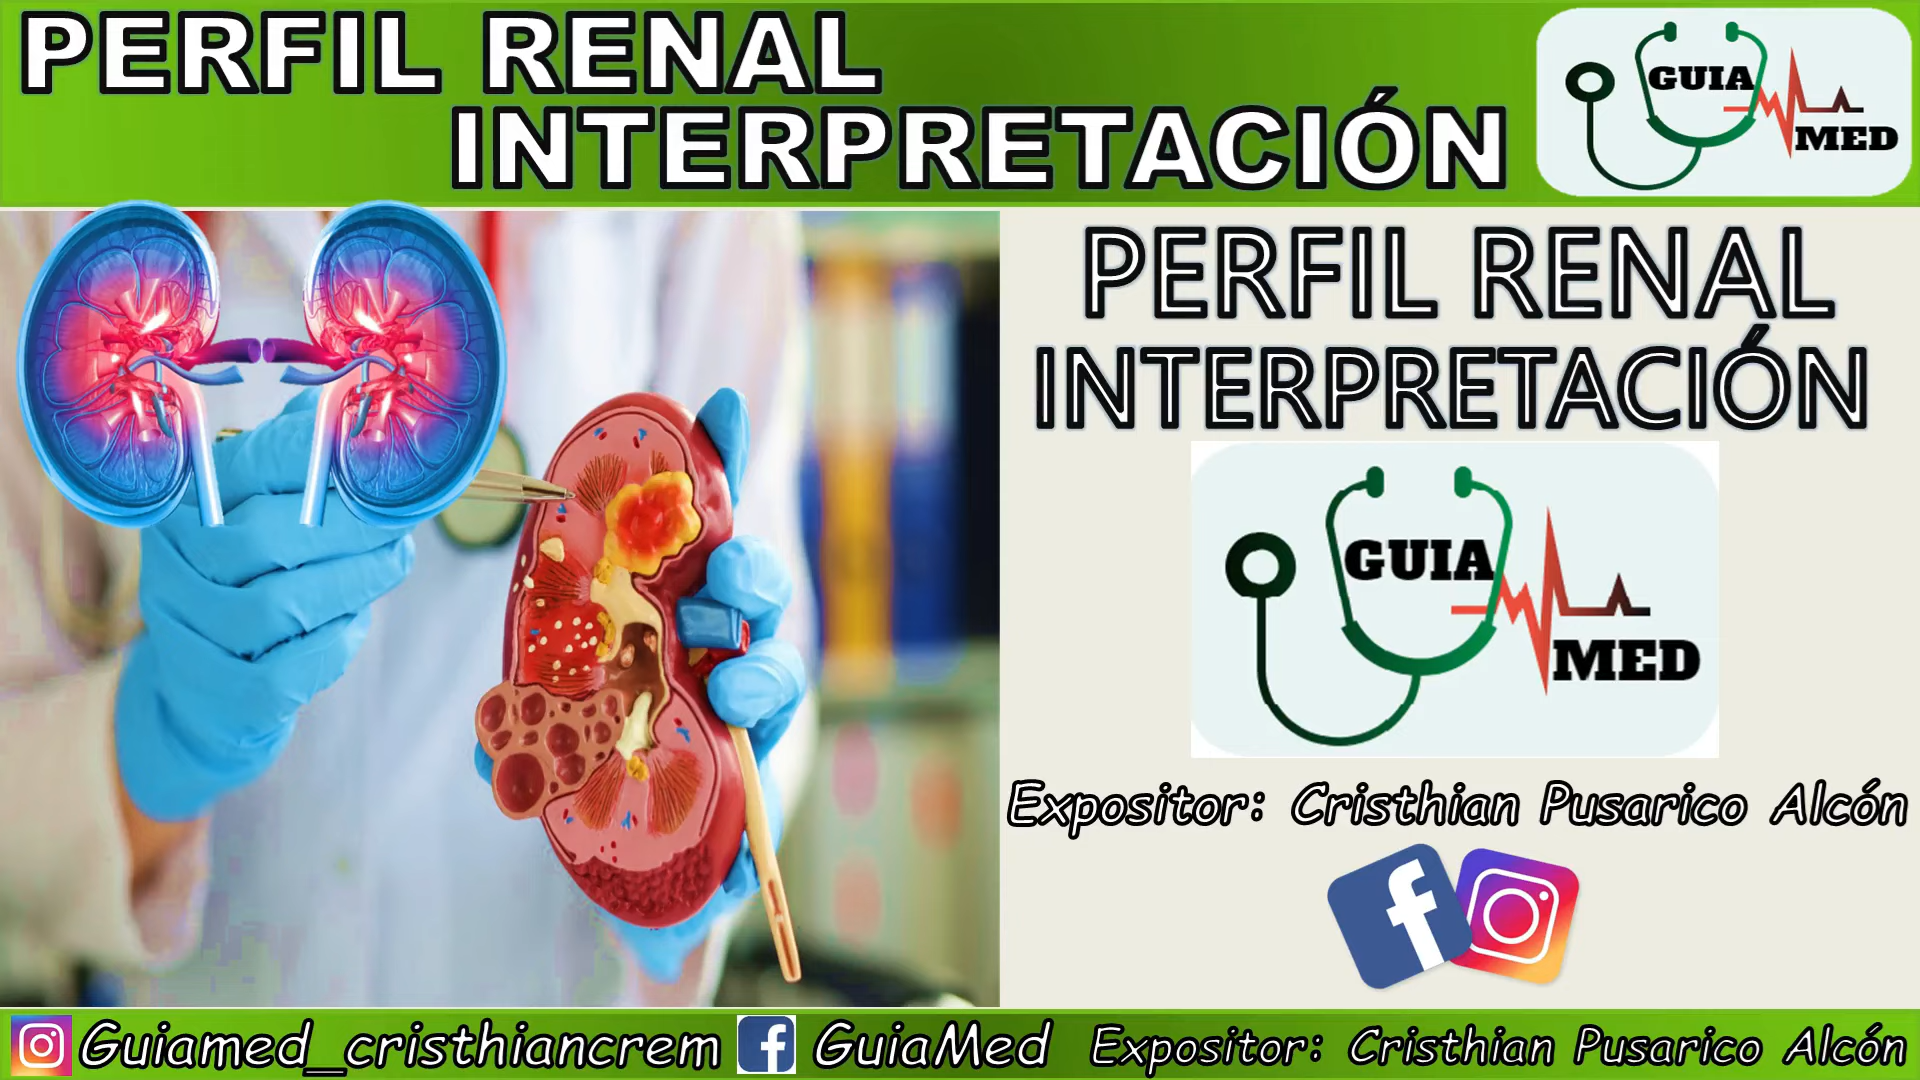 PERFIL RENAL
INTERPRETACIÓN
GUIA
MED
PERFIL RENAL
INTERPRETACIÓN
GUIA
MED
Expositor: Cristhian Pusarico Alcón
Guiamed_cristhiancrem GuiaMed Expositor: Cristhian Pusarico Alcón